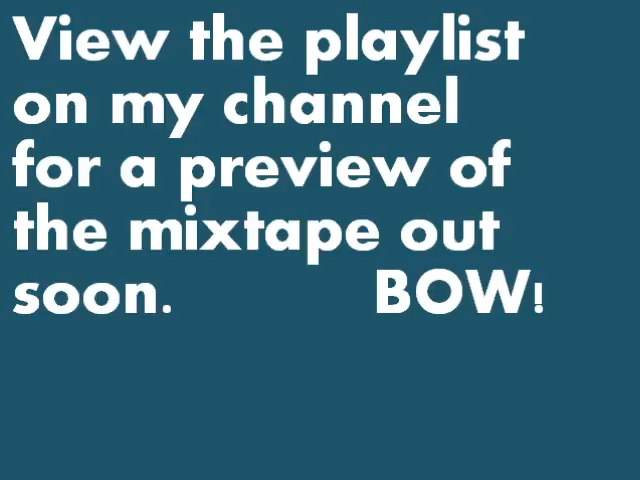 View the playlist
on my channel
for a preview of
the mixtape out
soon. BOW!